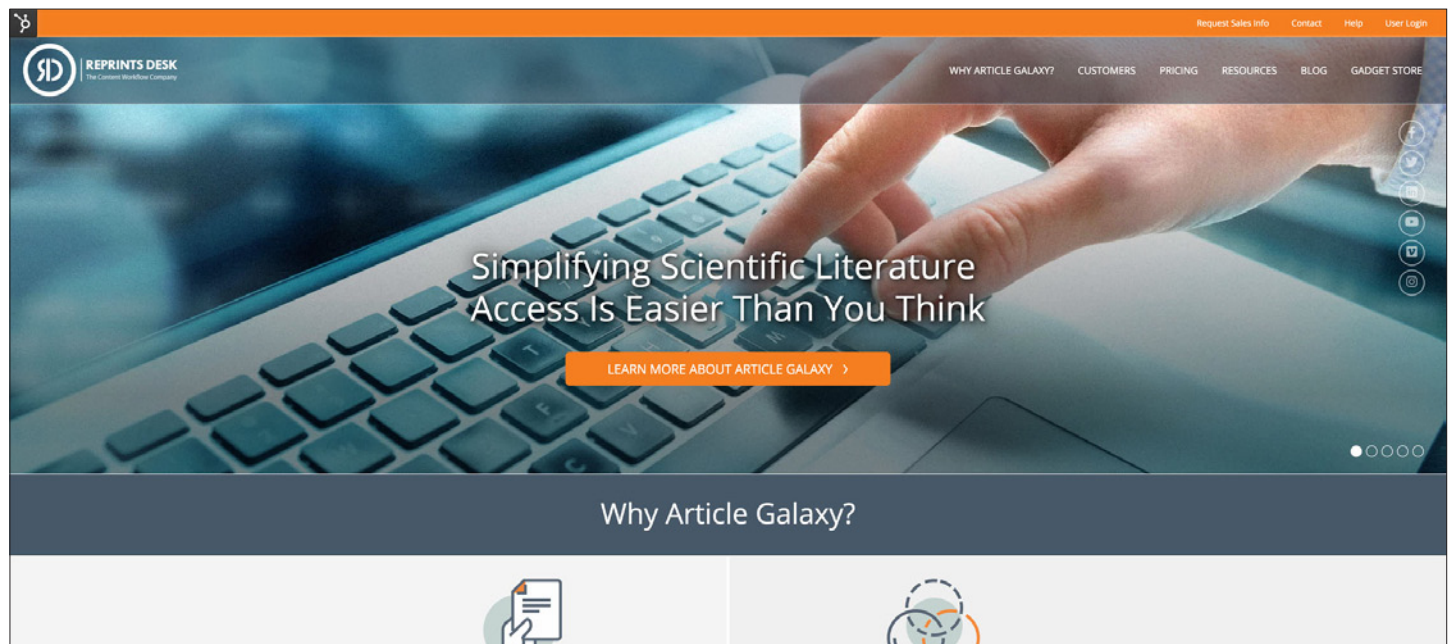 Request Sales Info Contact Help User Login
REPRINTS DESK
The Content Workflow Company
WHY ARTICLE GALAXY? CUSTOMERS PRICING RESOURCES BLOG GADGET STORE
Simplifying Scientific Literature
Access Is Easier Than You Think
LEARN MORE ABOUT ARTICLE GALAXY
Why Article Galaxy?